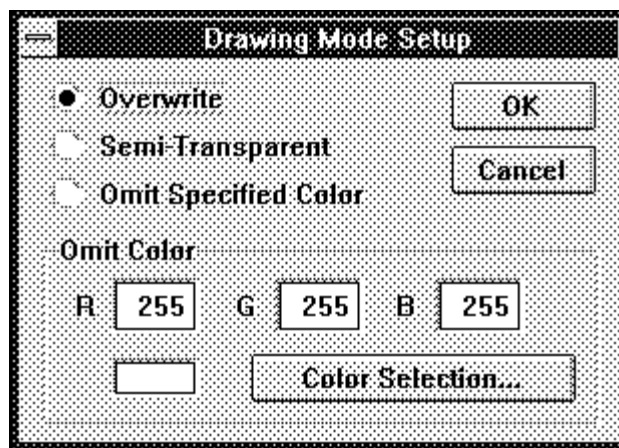 Drawing Mode Setup
Overwrite
OK
Semi-Transparent
Cancel
Omit Specified Color
Omit Color
R 255 G 255 B 255
Color Selection...